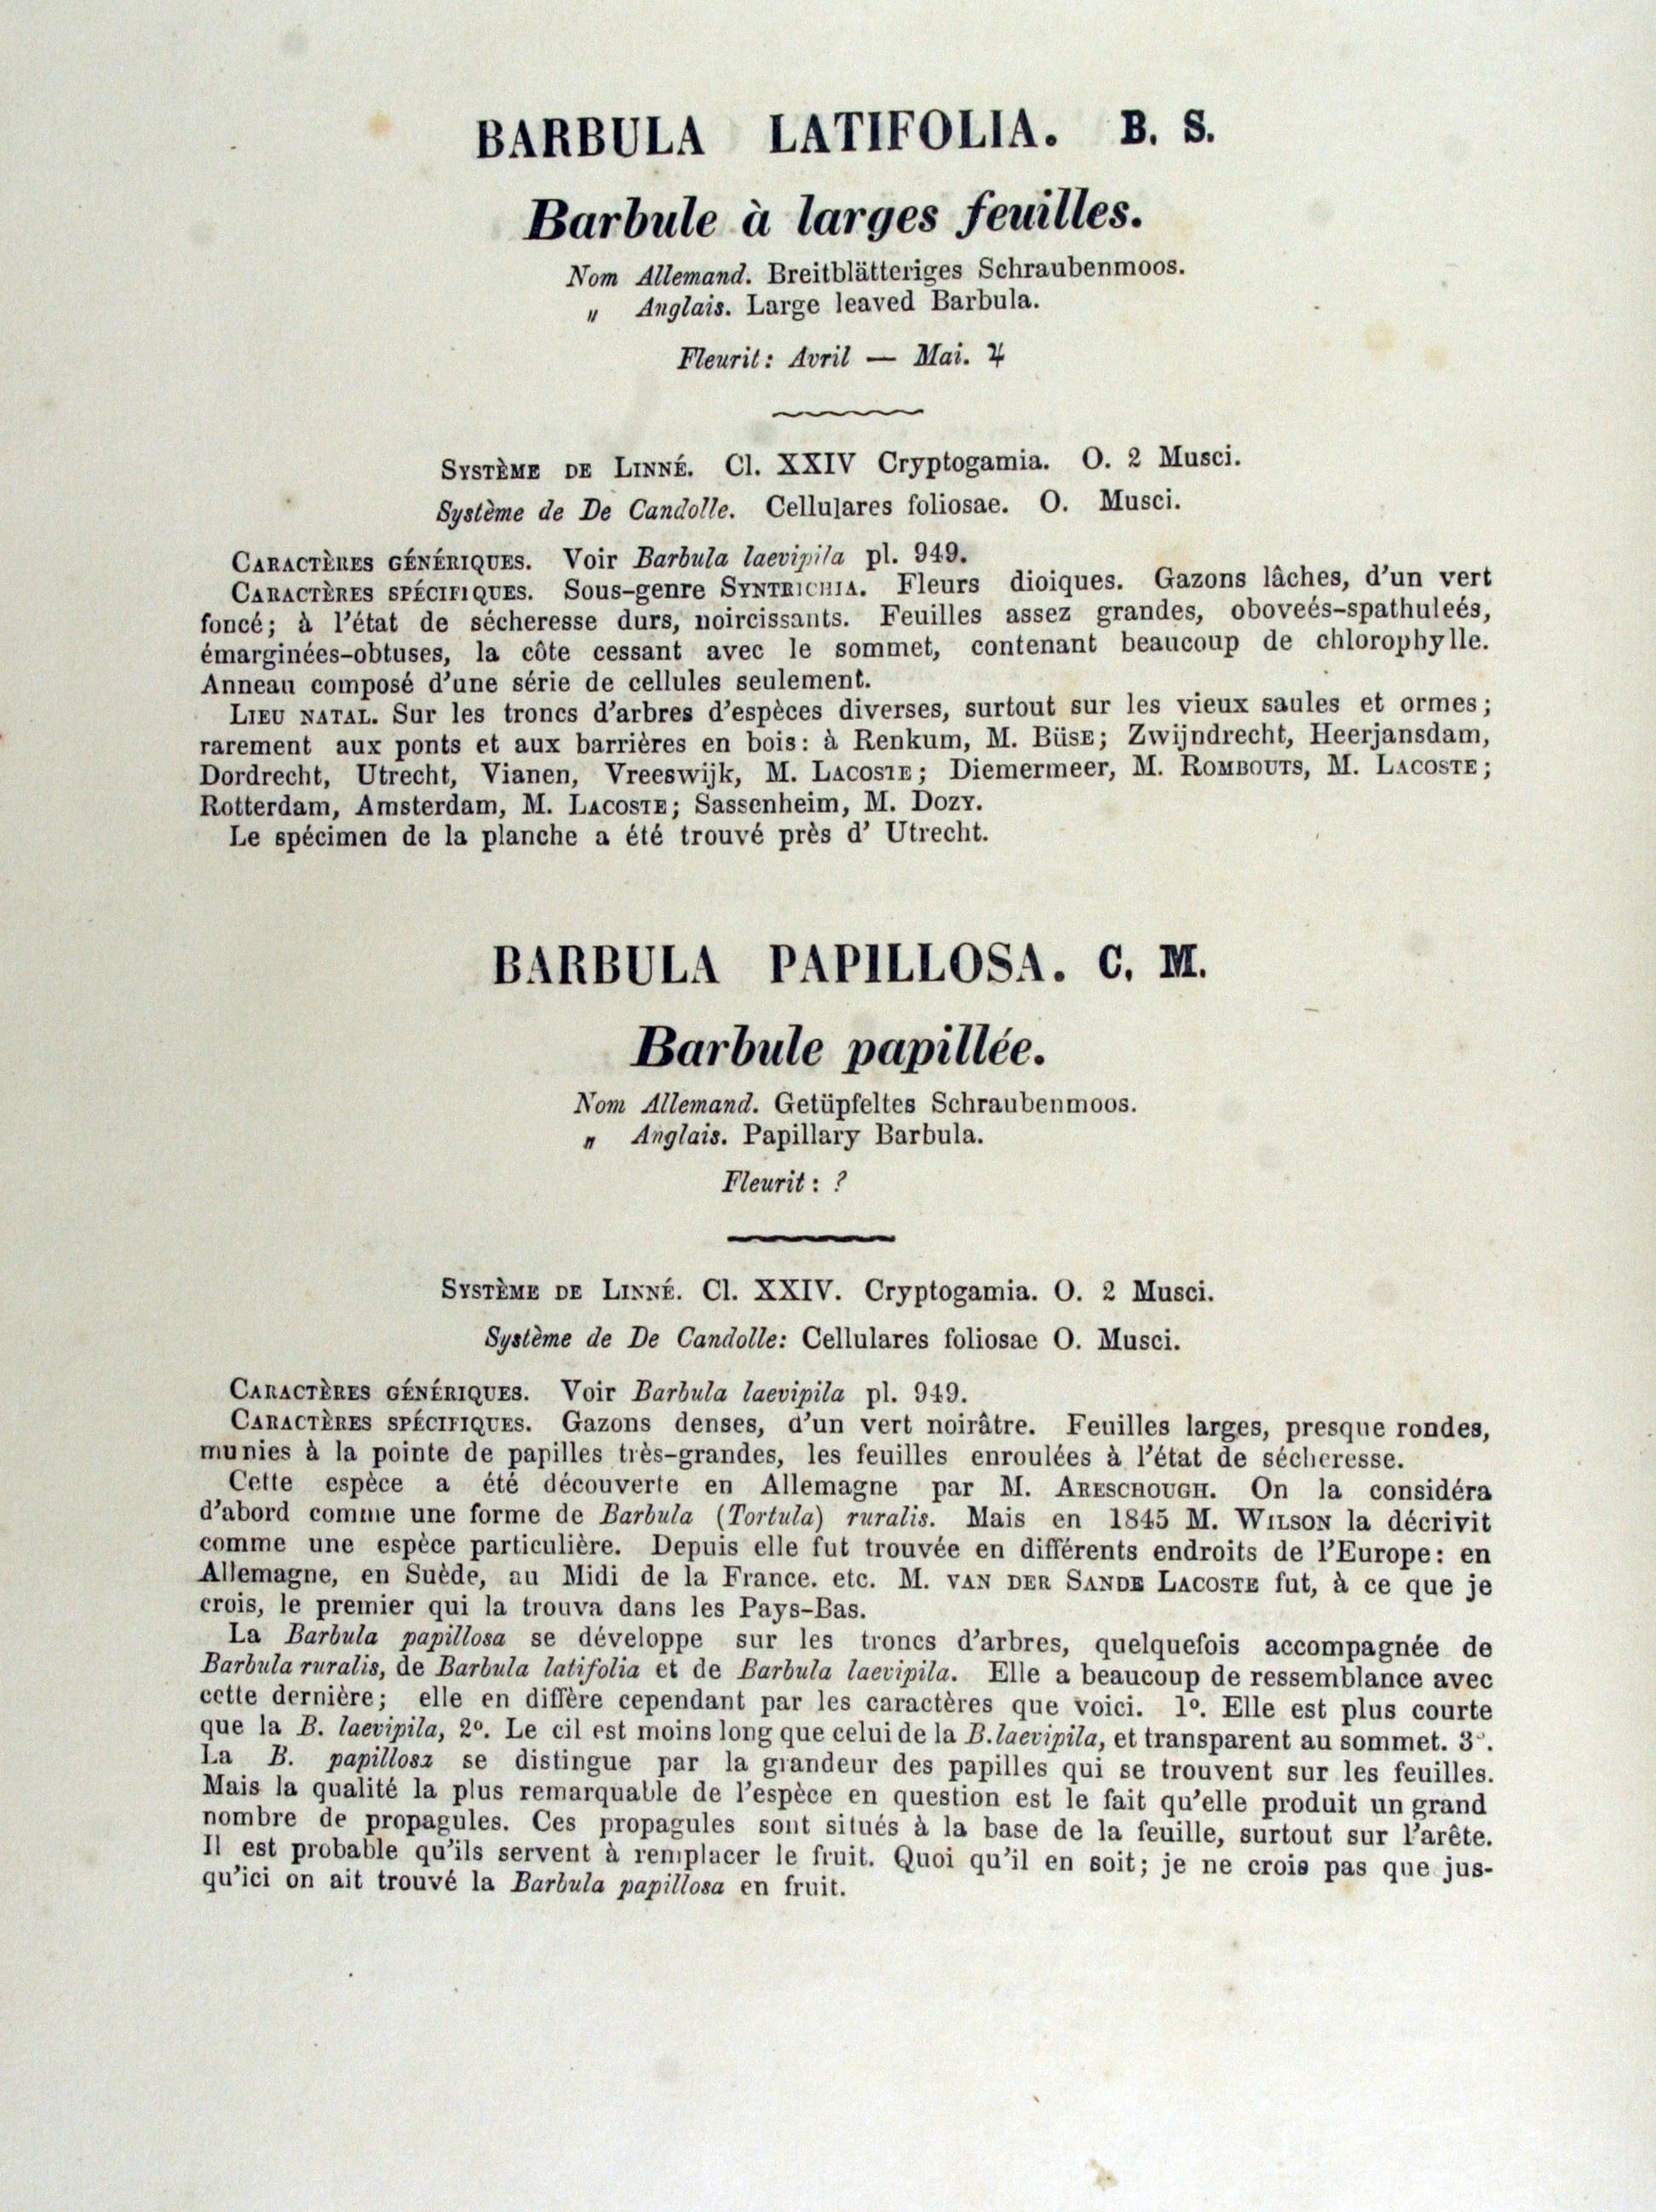 BARBULA LATIFOLIA. B. S.
Barbule à larges feuilles.
Nom Allemand. Breitblätteriges Schraubenmoos.
" Anglais. Large leaved Barbula.
Fleurit: Avril — Mai. ♃
SYSTÈME DE LINNÉ. Cl. XXIV Cryptogamia. O. 2 Musci.
Système de De Candolle. Cellulares foliosae. O. Musci.
CARACTÈRES GÉNÉRIQUES. Voir Barbula laevipila pl. 949.
CARACTÈRES SPÉCIFIQUES. Sous-genre SYNTRICHIA. Fleurs dioiques. Gazons lâches, d'un vert
foncé; à l'état de sécheresse durs, noircissants. Feuilles assez grandes, oboveés-spathuleés,
émarginées-obtuses, la côte cessant avec le sommet, contenant beaucoup de chlorophylle.
Anneau composé d'une série de cellules seulement.
LIEU NATAL. Sur les troncs d'arbres d'espèces diverses, surtout sur les vieux saules et ormes;
rarement aux ponts et aux barrières en bois: à Renkum, M. BÜSE; Zwijndrecht, Heerjansdam,
Dordrecht, Utrecht, Vianen, Vreeswijk, M. LACOSTE; Diemermeer, M. ROMBOUTS, M. LACOSTE;
Rotterdam, Amsterdam, M. LACOSTE; Sassenheim, M. DOZY.
Le spécimen de la planche a été trouvé près d' Utrecht.
BARBULA PAPILLOSA. C. M.
Barbule papillée.
Nom Allemand. Getüpfeltes Schraubenmoos.
" Anglais. Papillary Barbula.
Fleurit: ?
SYSTÈME DE LINNÉ. Cl. XXIV. Cryptogamia. O. 2 Musci.
Système de De Candolle: Cellulares foliosae O. Musci.
CARACTÈRES GÉNÉRIQUES. Voir Barbula laevipila pl. 949.
CARACTÈRES SPÉCIFIQUES. Gazons denses, d'un vert noirâtre. Feuilles larges, presque rondes,
munies à la pointe de papilles très-grandes, les feuilles enroulées à l'état de sécheresse.
Cette espèce a été découverte en Allemagne par M. ARESCHOUGH. On la considéra
d'abord comme une forme de Barbula (Tortula) ruralis. Mais en 1845 M. WILSON la décrivit
comme une espèce particulière. Depuis elle fut trouvée en différents endroits de l'Europe: en
Allemagne, en Suède, au Midi de la France. etc. M. VAN DER SANDE LACOSTE fut, à ce que je
crois, le premier qui la trouva dans les Pays-Bas.
La Barbula papillosa se développe sur les troncs d'arbres, quelquefois accompagnée de
Barbula ruralis, de Barbula latifolia et de Barbula laevipila. Elle a beaucoup de ressemblance avec
cette dernière; elle en diffère cependant par les caractères que voici. 1º. Elle est plus courte
que la B. laevipila, 2º. Le cil est moins long que celui de la B. laevipila, et transparent au sommet. 3º.
La B. papillosa se distingue par la grandeur des papilles qui se trouvent sur les feuilles.
Mais la qualité la plus remarquable de l'espèce en question est le fait qu'elle produit un grand
nombre de propagules. Ces propagules sont situés à la base de la feuille, surtout sur l'arête.
Il est probable qu'ils servent à remplacer le fruit. Quoi qu'il en soit; je ne crois pas que jus-
qu'ici on ait trouvé la Barbula papillosa en fruit.